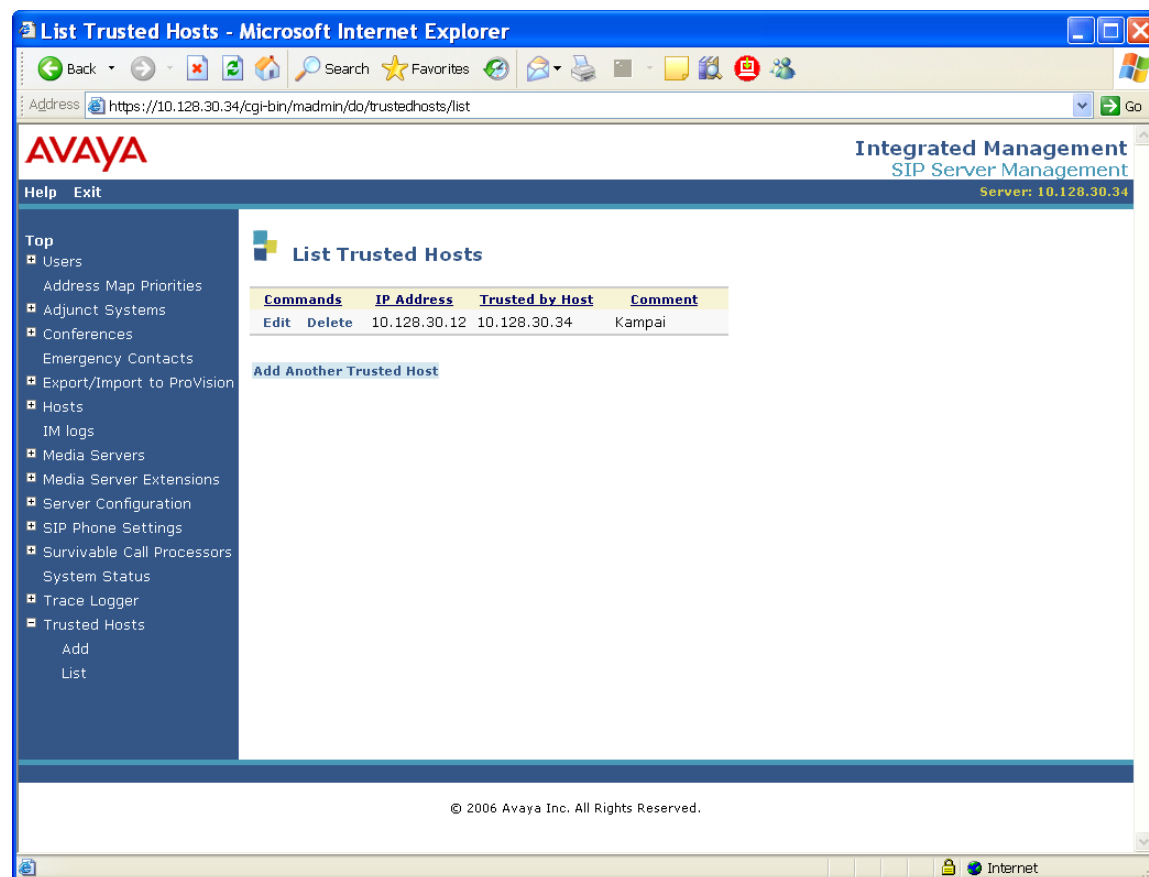 List Trusted Hosts - Microsoft Internet Explorer
Back Search Favorites
Address https://10.128.30.34/cgi-bin/madmin/do/trustedhosts/list Go
AVAYA
Integrated Management
SIP Server Management
Help Exit
Server: 10.128.30.34
Top
Users
Address Map Priorities
Adjunct Systems
Conferences
Emergency Contacts
Export/Import to ProVision
Hosts
IM logs
Media Servers
Media Server Extensions
Server Configuration
SIP Phone Settings
Survivable Call Processors
System Status
Trace Logger
Trusted Hosts
Add
List
List Trusted Hosts
Commands IP Address Trusted by Host Comment
Edit Delete 10.128.30.12 10.128.30.34 Kampai
Add Another Trusted Host
© 2006 Avaya Inc. All Rights Reserved.
Internet